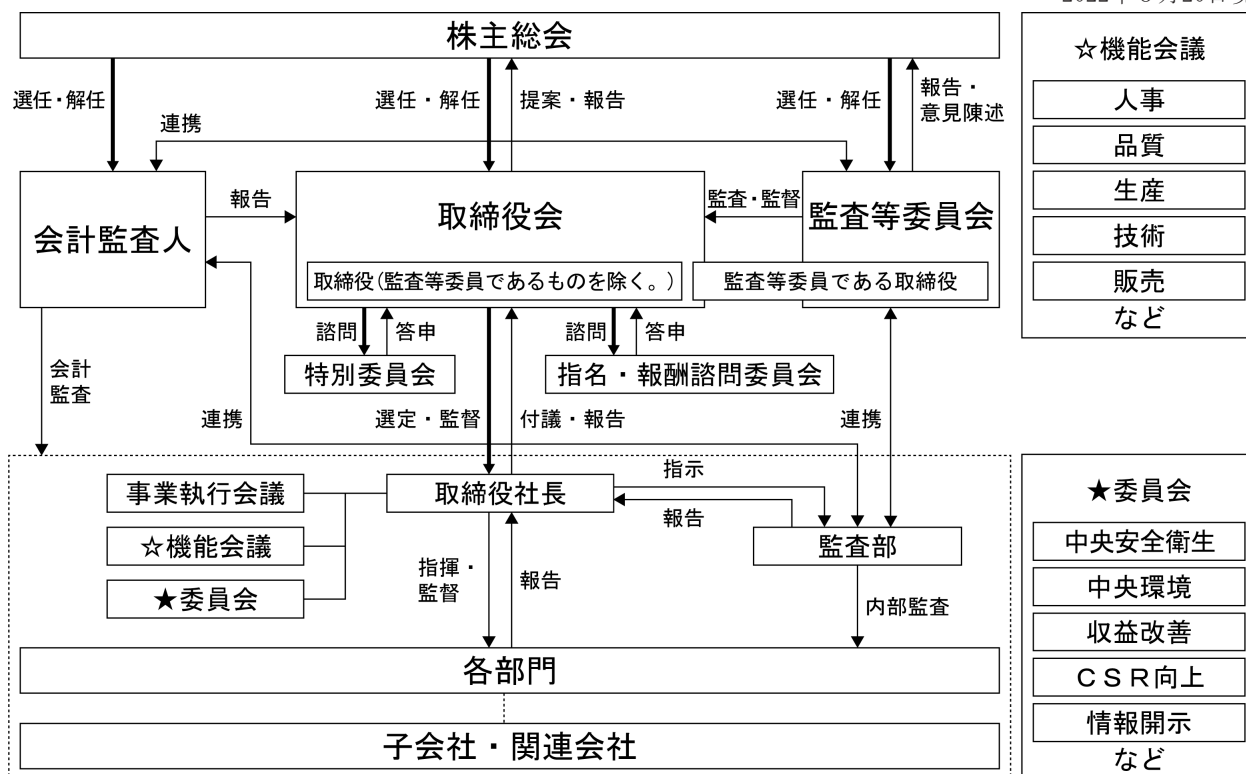 株主総会
選任・解任
選任・解任
提案・報告
選任・解任
報告・
意見陳述
連携
会計監査人
報告
取締役会
監査・監督
監査等委員会
取締役(監査等委員であるものを除く。)
監査等委員である取締役
諮問
答申
諮問
答申
特別委員会
指名・報酬諮問委員会
会計
監査
連携
選定・監督
付議・報告
連携
事業執行会議
☆機能会議
★委員会
取締役社長
指示
報告
監査部
指揮・
監督
報告
内部監査
各部門
子会社・関連会社
☆機能会議
人事
品質
生産
技術
販売
など
★委員会
中央安全衛生
中央環境
収益改善
CSR向上
情報開示
など